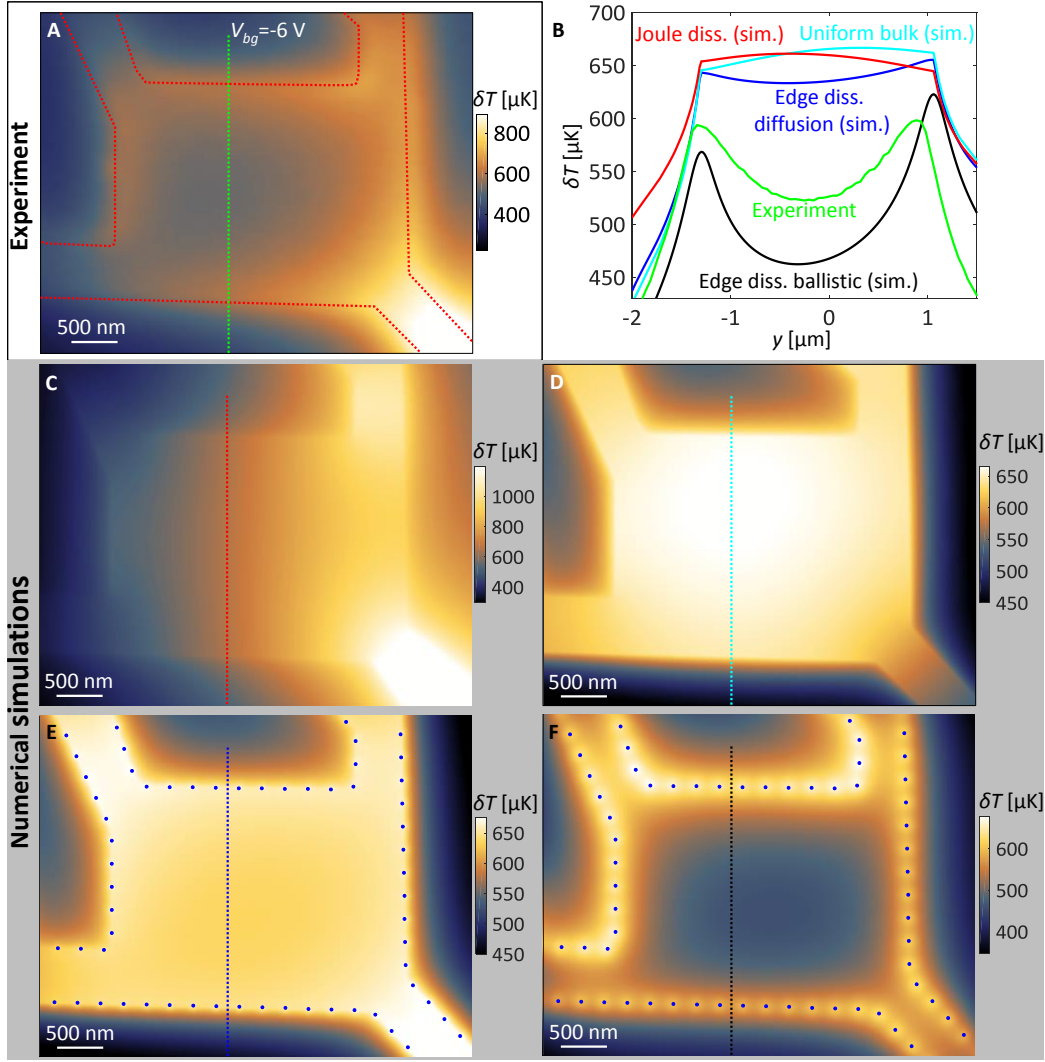 Experiment
A
V_bg=-6 V
δT [µK]
800
600
400
500 nm
B
δT [µK]
700
650
600
550
500
450
-2
-1
0
1
y [µm]
Joule diss. (sim.)
Uniform bulk (sim.)
Edge diss.
diffusion (sim.)
Experiment
Edge diss. ballistic (sim.)
Numerical simulations
C
δT [µK]
1000
800
600
400
500 nm
D
δT [µK]
650
600
550
500
450
500 nm
E
δT [µK]
650
600
550
500
450
500 nm
F
δT [µK]
600
500
400
500 nm